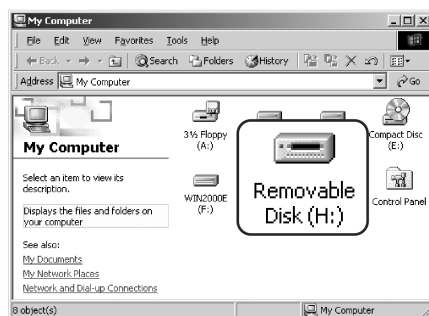 My Computer
File Edit View Favorites Tools Help
Back Search Folders History
Address My Computer Go
My Computer
Select an item to view its
description.
Displays the files and folders on
your computer
See also:
My Documents
My Network Places
Network and Dial-up Connections
3½ Floppy
(A:)
Compact Disc
(E:)
WIN2000E
(F:)
Removable
Disk (H:)
Control Panel
8 object(s) My Computer